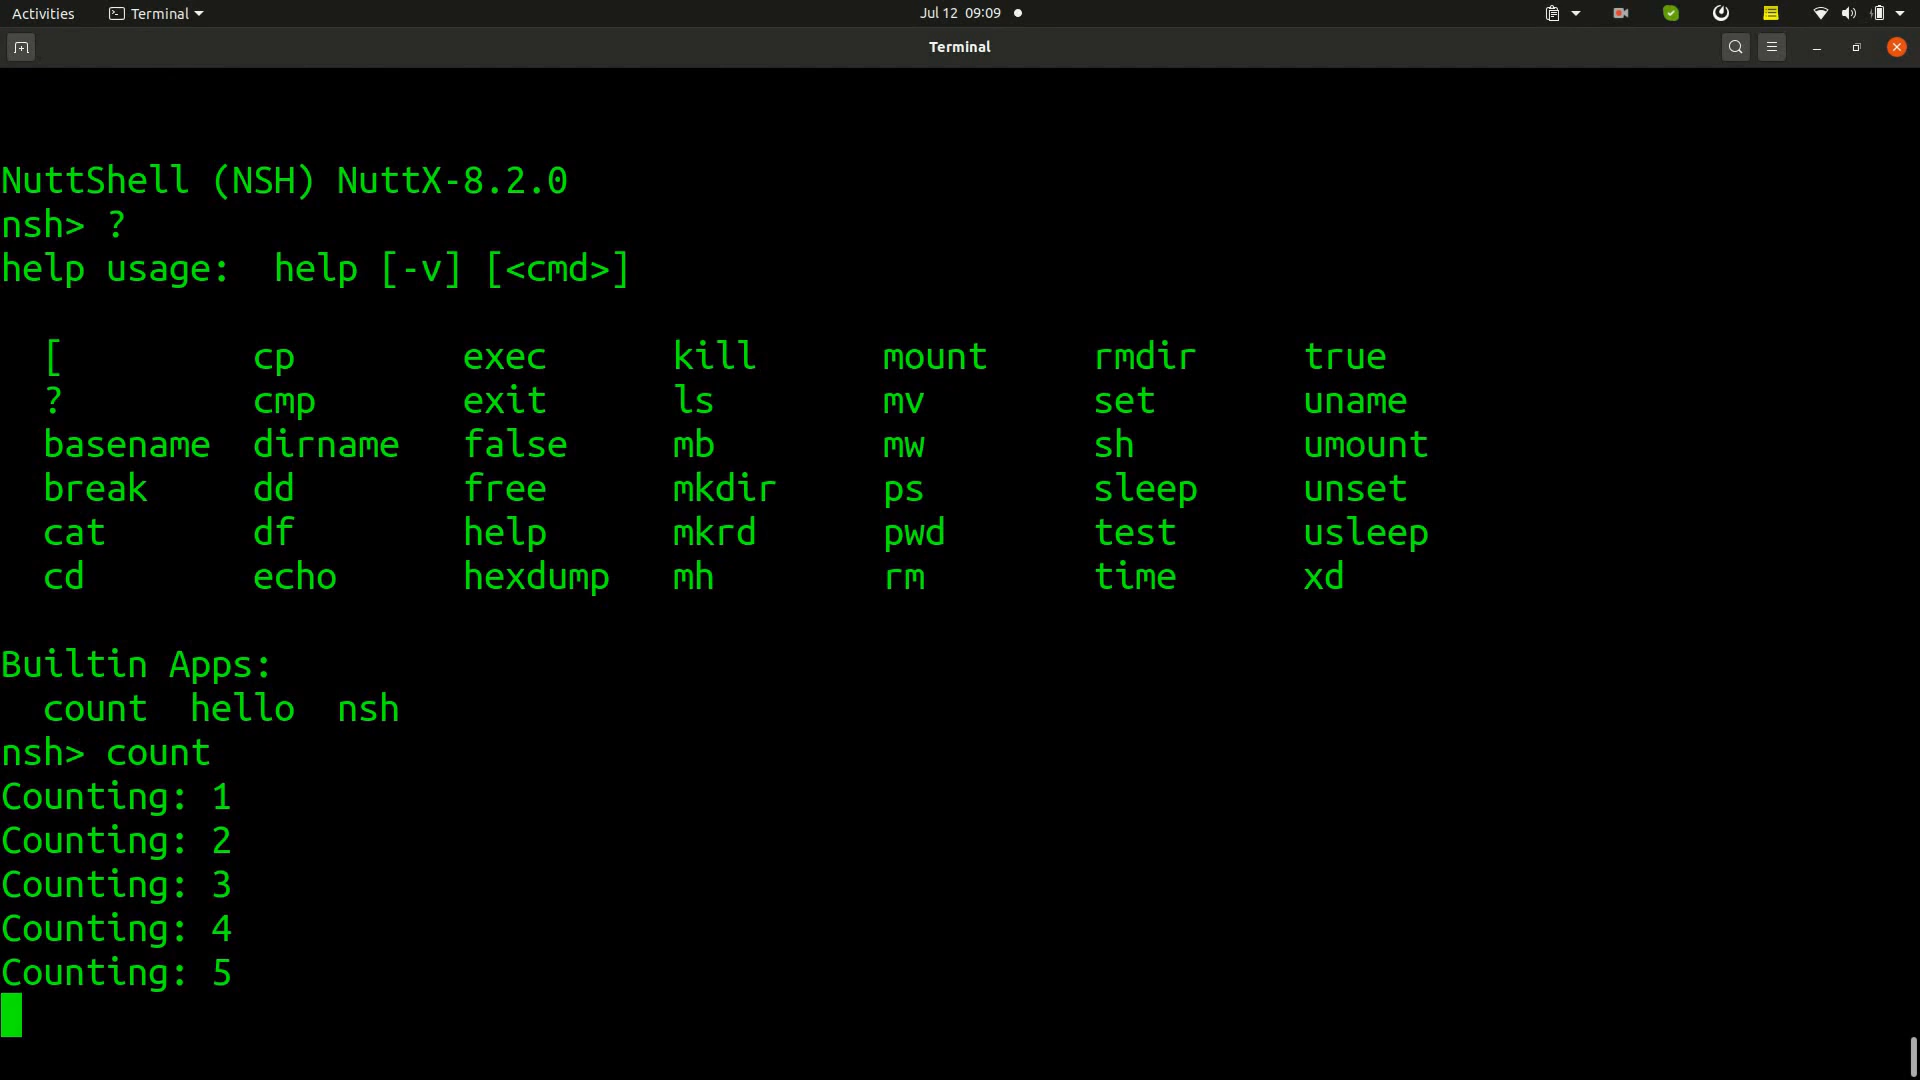 Activities Terminal Jul 12 09:09
Terminal
NuttShell (NSH) NuttX-8.2.0
nsh> ?
help usage:  help [-v] [<cmd>]
[ cp exec kill mount rmdir true
? cmp exit ls mv set uname
basename dirname false mb mw sh umount
break dd free mkdir ps sleep unset
cat df help mkrd pwd test usleep
cd echo hexdump mh rm time xd
Builtin Apps:
count hello nsh
nsh> count
Counting: 1
Counting: 2
Counting: 3
Counting: 4
Counting: 5